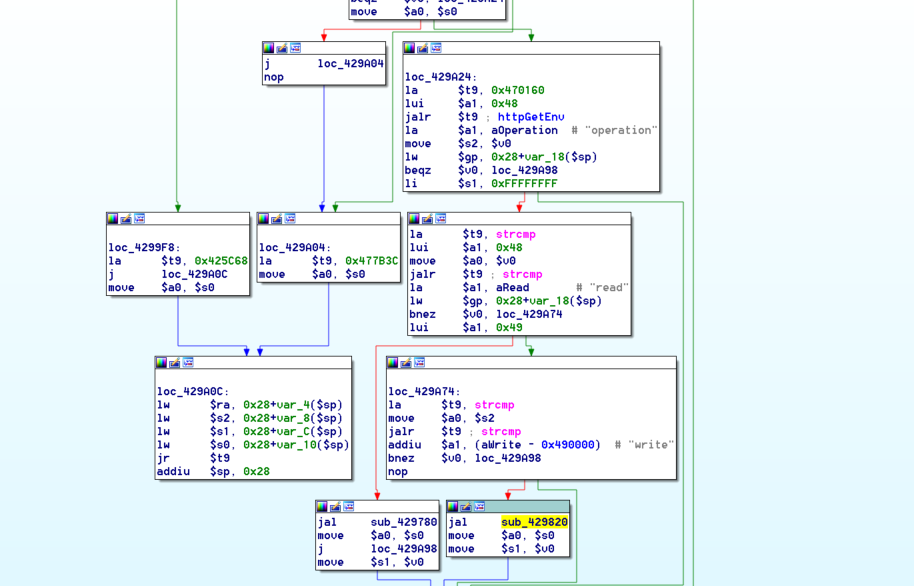 move    $a0, $s0
j       loc_429A04
nop
loc_429A24:
la      $t9, 0x470160
lui     $a1, 0x48
jalr    $t9 ; httpGetEnv
la      $a1, aOperation  # "operation"
move    $s2, $v0
lw      $gp, 0x28+var_18($sp)
beqz    $v0, loc_429A98
li      $s1, 0xFFFFFFFF
loc_4299F8:
la      $t9, 0x425C68
j       loc_429A0C
move    $a0, $s0
loc_429A04:
la      $t9, 0x477B3C
move    $a0, $s0
la      $t9, strcmp
lui     $a1, 0x48
move    $a0, $v0
jalr    $t9 ; strcmp
la      $a1, aRead       # "read"
lw      $gp, 0x28+var_18($sp)
bnez    $v0, loc_429A74
lui     $a1, 0x49
loc_429A0C:
lw      $ra, 0x28+var_4($sp)
lw      $s2, 0x28+var_8($sp)
lw      $s1, 0x28+var_C($sp)
lw      $s0, 0x28+var_10($sp)
jr      $t9
addiu   $sp, 0x28
loc_429A74:
la      $t9, strcmp
move    $a0, $s2
jalr    $t9 ; strcmp
addiu   $a1, (aWrite - 0x490000)  # "write"
bnez    $v0, loc_429A98
nop
jal     sub_429780
move    $a0, $s0
j       loc_429A98
move    $s1, $v0
jal     sub_429820
move    $a0, $s0
move    $s1, $v0